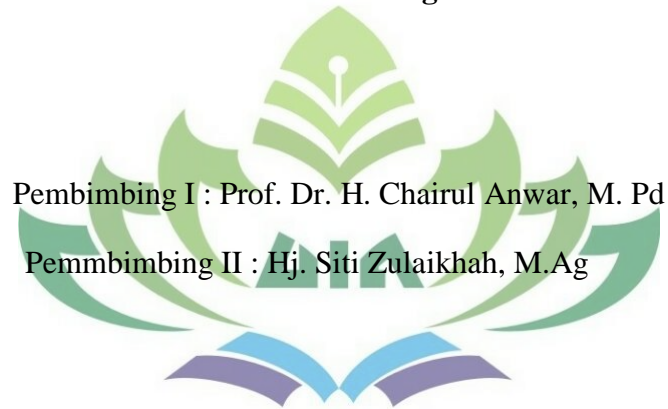 Pembimbing I : Prof. Dr. H. Chairul Anwar, M. Pd
Pemmbimbing II : Hj. Siti Zulaikhah, M.Ag